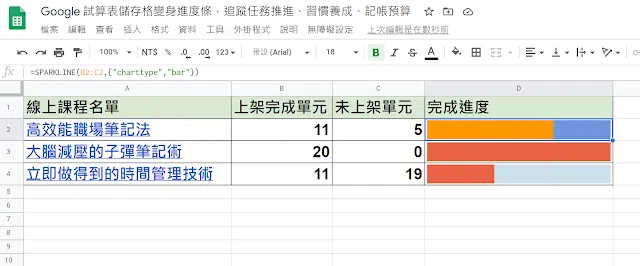 Google 試算表儲存格變身進度條，追蹤任務推進、習慣養成、記帳預算
檔案 編輯 查看 插入 格式 資料 工具 外掛程式 說明 無障礙設定 上次編輯是在數秒前
100% NT$ % .0 .00 123 預設 (Arial) 18 B I S A
fx =SPARKLINE(B2:C2,{"charttype","bar"})
A B C D
1 線上課程名單 上架完成單元 未上架單元 完成進度
2 高效能職場筆記法 11 5
3 大腦減壓的子彈筆記術 20 0
4 立即做得到的時間管理技術 11 19
5
6
7
8
9
10